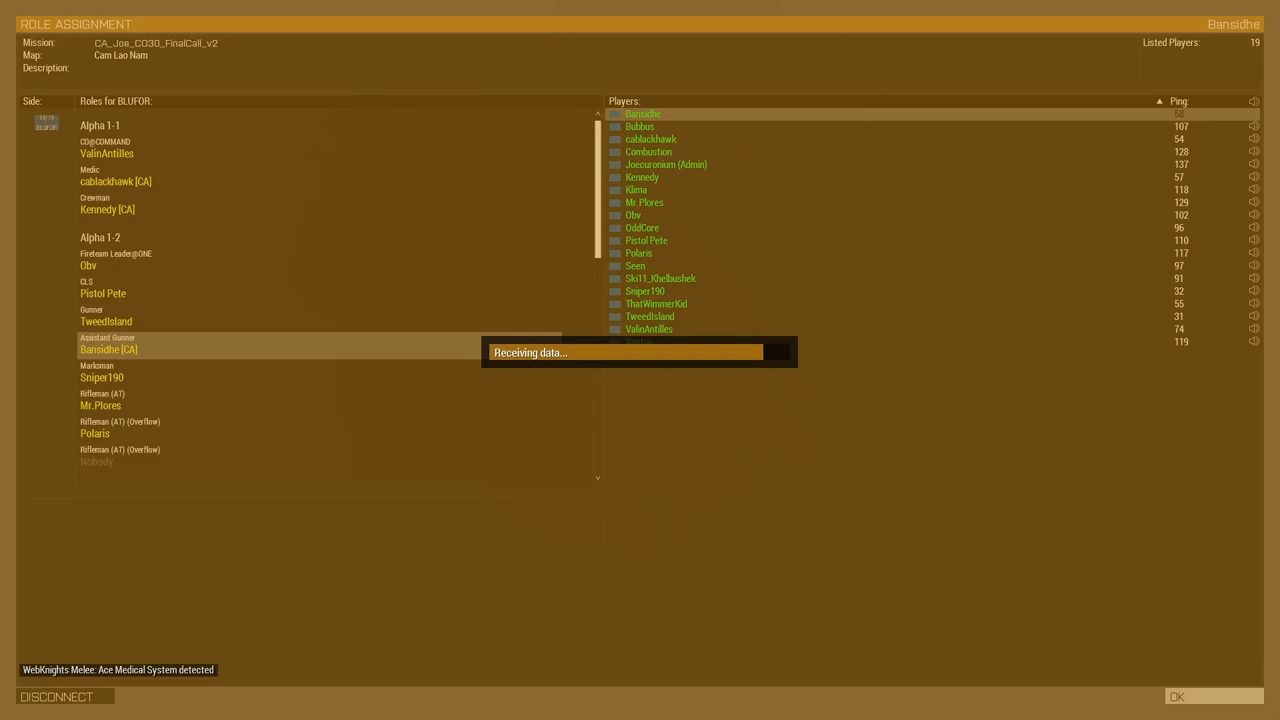 ROLE ASSIGNMENT
Bansidhe
Mission: CA_Joe_CO30_FinalCall_v2
Listed Players: 19
Map: Cam Lao Nam
Description:
Side:
Roles for BLUFOR:
19/19
BLUFOR
Alpha 1-1
CO@COMMAND
ValinAntilles
Medic
cablackhawk [CA]
Crewman
Kennedy [CA]
Alpha 1-2
Fireteam Leader@ONE
Obv
CLS
Pistol Pete
Gunner
TweedIsland
Assistant Gunner
Bansidhe [CA]
Marksman
Sniper190
Rifleman (AT)
Mr.Plores
Rifleman (AT) (Overflow)
Polaris
Rifleman (AT) (Overflow)
Nobody
Players: Ping:
Bansidhe 58
Bubbus 107
cablackhawk 54
Combustion 128
Joecuronium (Admin) 137
Kennedy 57
Klima 118
Mr.Plores 129
Obv 102
OddCore 96
Pistol Pete 110
Polaris 117
Seen 97
Ski11_Khelbushek 91
Sniper190 32
ThatWimmerKid 55
TweedIsland 31
ValinAntilles 74
119
Receiving data...
WebKnights Melee: Ace Medical System detected
DISCONNECT
OK